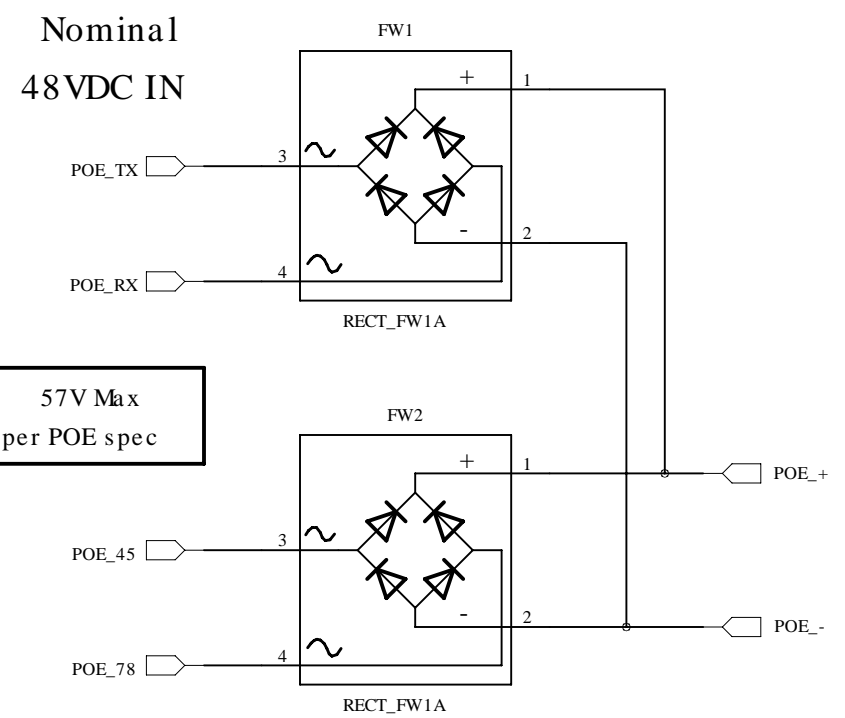 Nominal
48VDC IN
FW1
+
1
POE_TX
3
-
2
POE_RX
4
RECT_FW1A
57V Max
per POE spec
FW2
+
1
POE_+
POE_45
3
-
2
POE_-
POE_78
4
RECT_FW1A